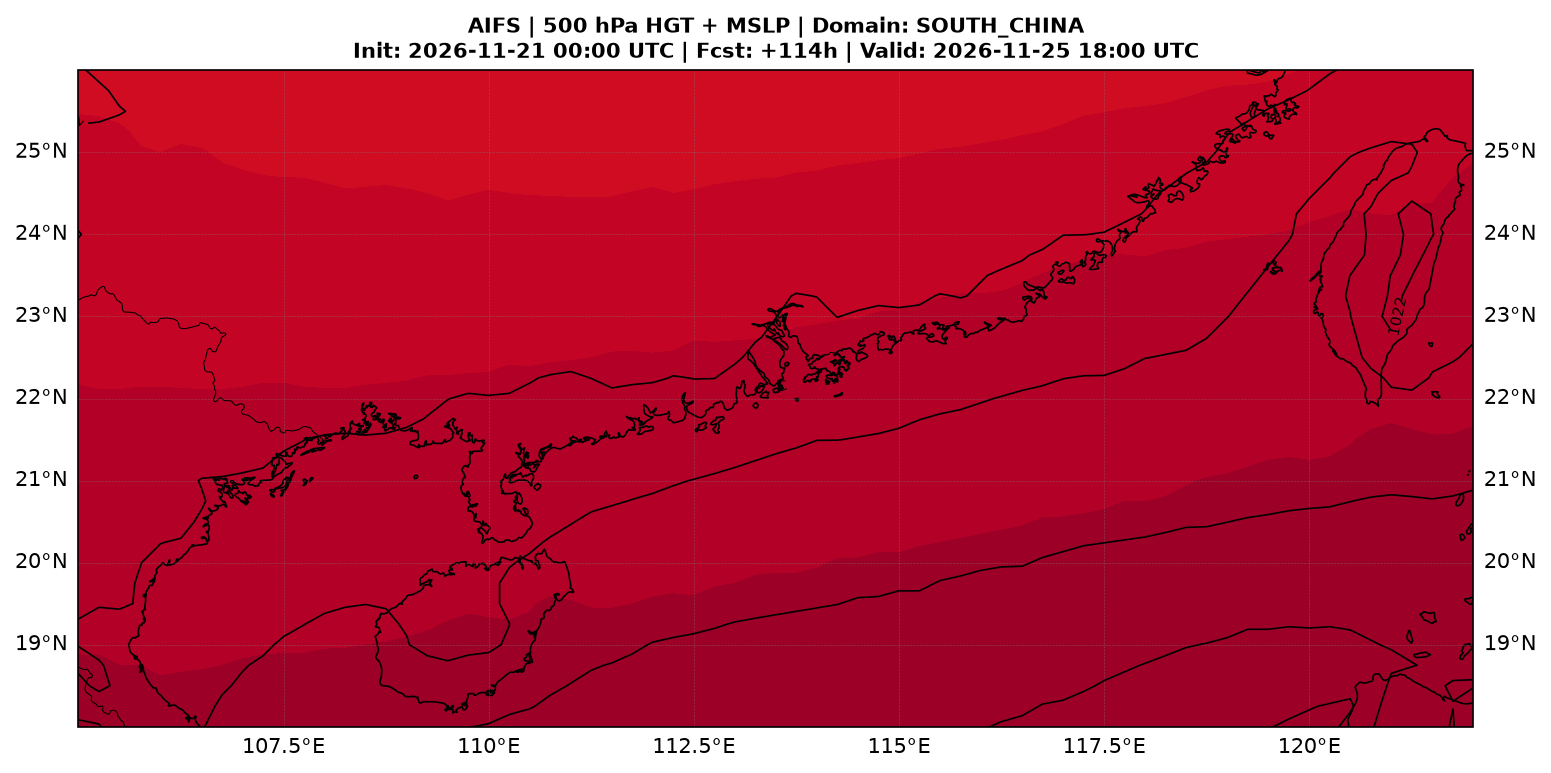 AIFS | 500 hPa HGT + MSLP | Domain: SOUTH_CHINA
Init: 2026-11-21 00:00 UTC | Fcst: +114h | Valid: 2026-11-25 18:00 UTC
25°N 25°N
24°N 24°N
23°N 1022 23°N
22°N 22°N
21°N 21°N
20°N 20°N
19°N 19°N
107.5°E 110°E 112.5°E 115°E 117.5°E 120°E